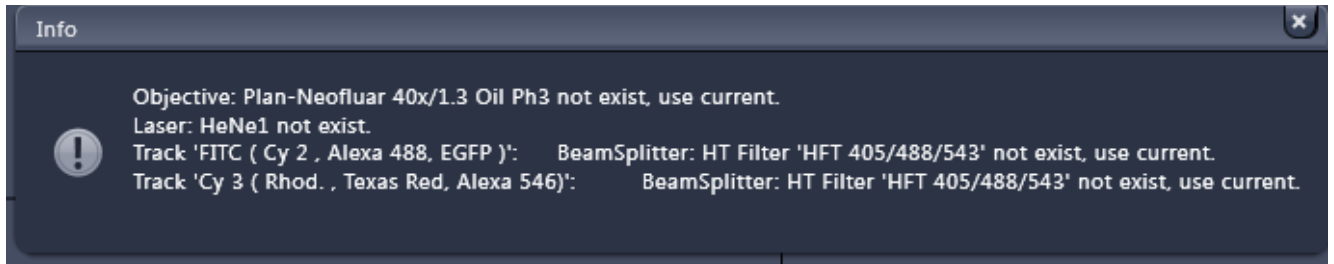 Info
Objective: Plan-Neofluar 40x/1.3 Oil Ph3 not exist, use current.
Laser: HeNe1 not exist.
Track 'FITC ( Cy 2 , Alexa 488, EGFP )': BeamSplitter: HT Filter 'HFT 405/488/543' not exist, use current.
Track 'Cy 3 ( Rhod. , Texas Red, Alexa 546)': BeamSplitter: HT Filter 'HFT 405/488/543' not exist, use current.